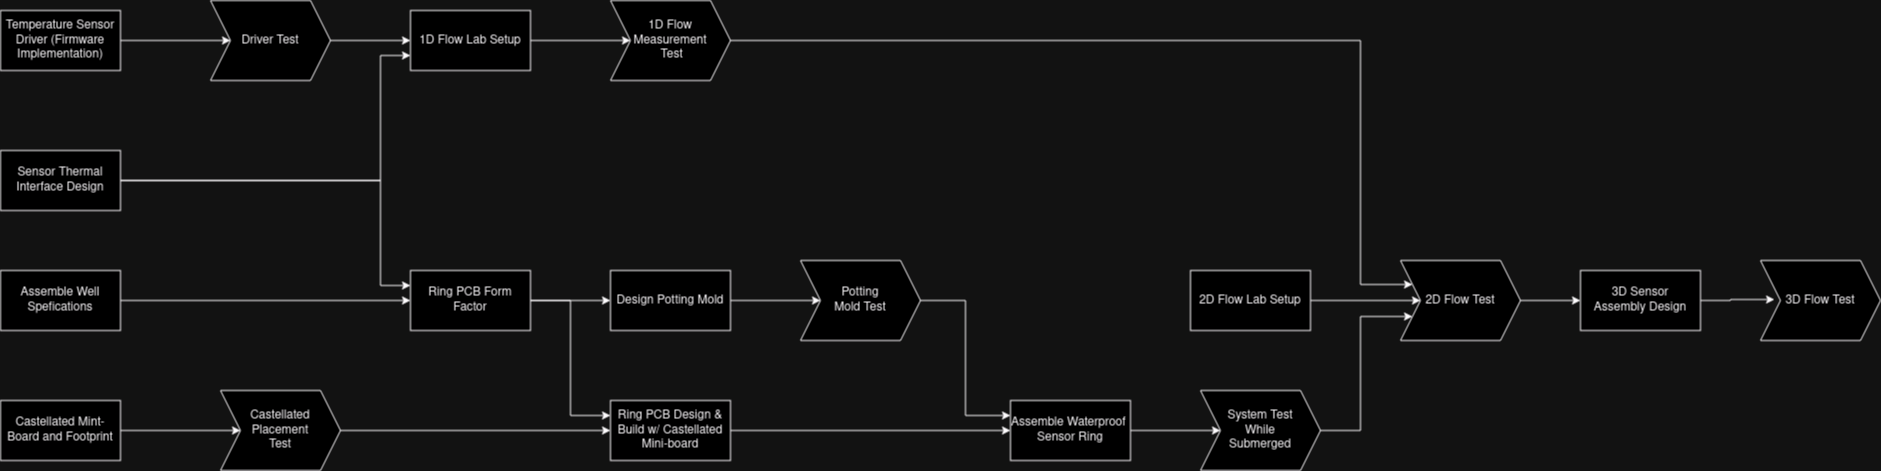 Temperature Sensor
Driver (Firmware
Implementation)
Driver Test
1D Flow Lab Setup
1D Flow
Measurement
Test
Sensor Thermal
Interface Design
Assemble Well
Spefications
Ring PCB Form
Factor
Design Potting Mold
Potting
Mold Test
2D Flow Lab Setup
2D Flow Test
3D Sensor
Assembly Design
3D Flow Test
Castellated Mint-
Board and Footprint
Castellated
Placement
Test
Ring PCB Design &
Build w/ Castellated
Mini-board
Assemble Waterproof
Sensor Ring
System Test
While
Submerged